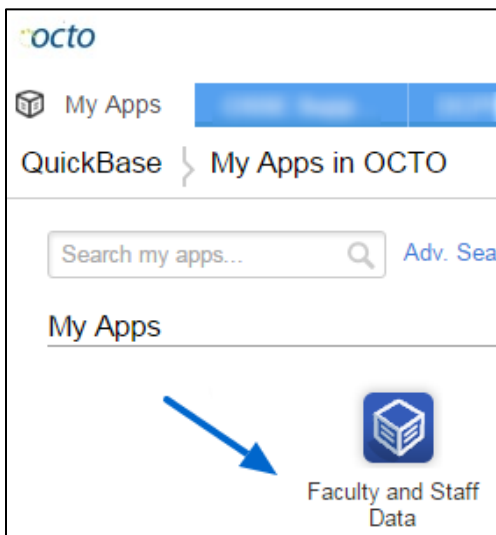 octo
My Apps
QuickBase My Apps in OCTO
Search my apps... Adv. Sea
My Apps
Faculty and Staff
Data